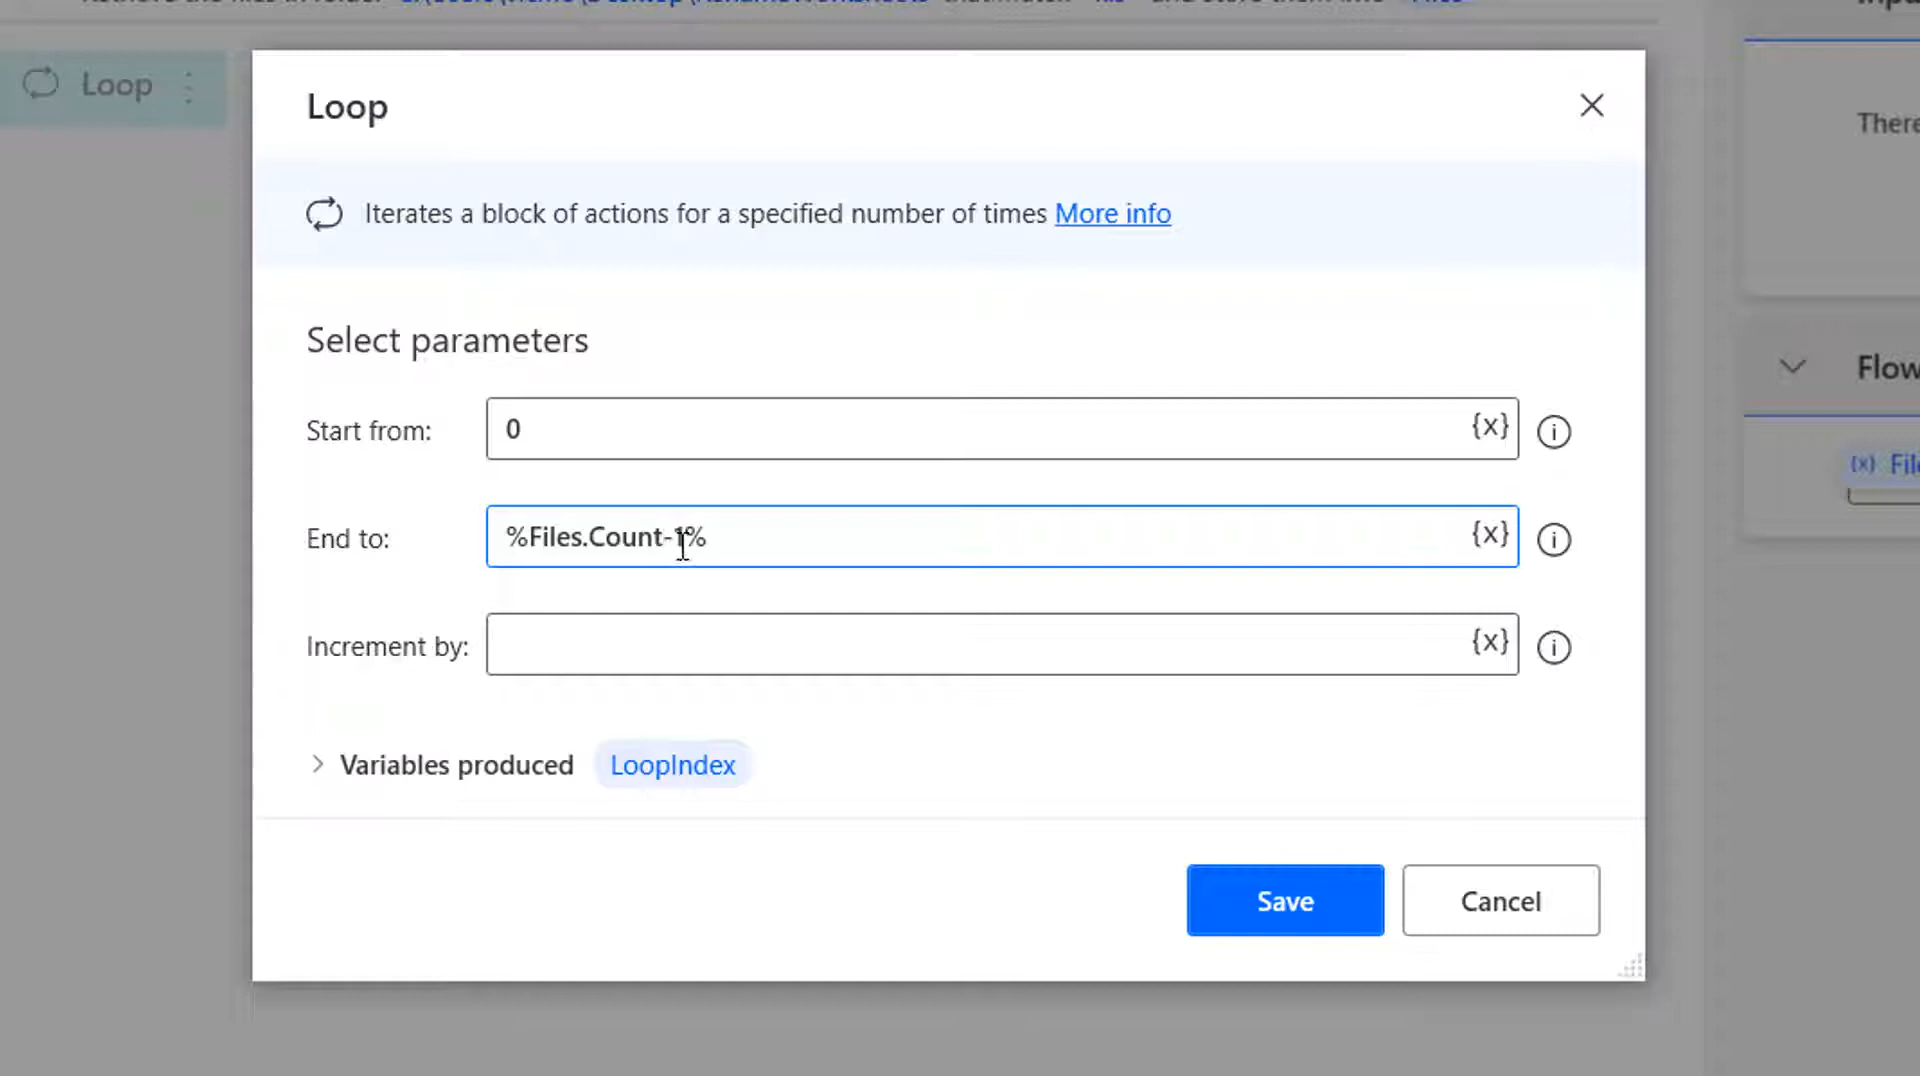 Loop
Loop
Iterates a block of actions for a specified number of times More info
Select parameters
Start from: 0 {x}
End to: %Files.Count-1% {x}
Increment by: {x}
Variables produced LoopIndex
Save Cancel
There
Flow
{x} File